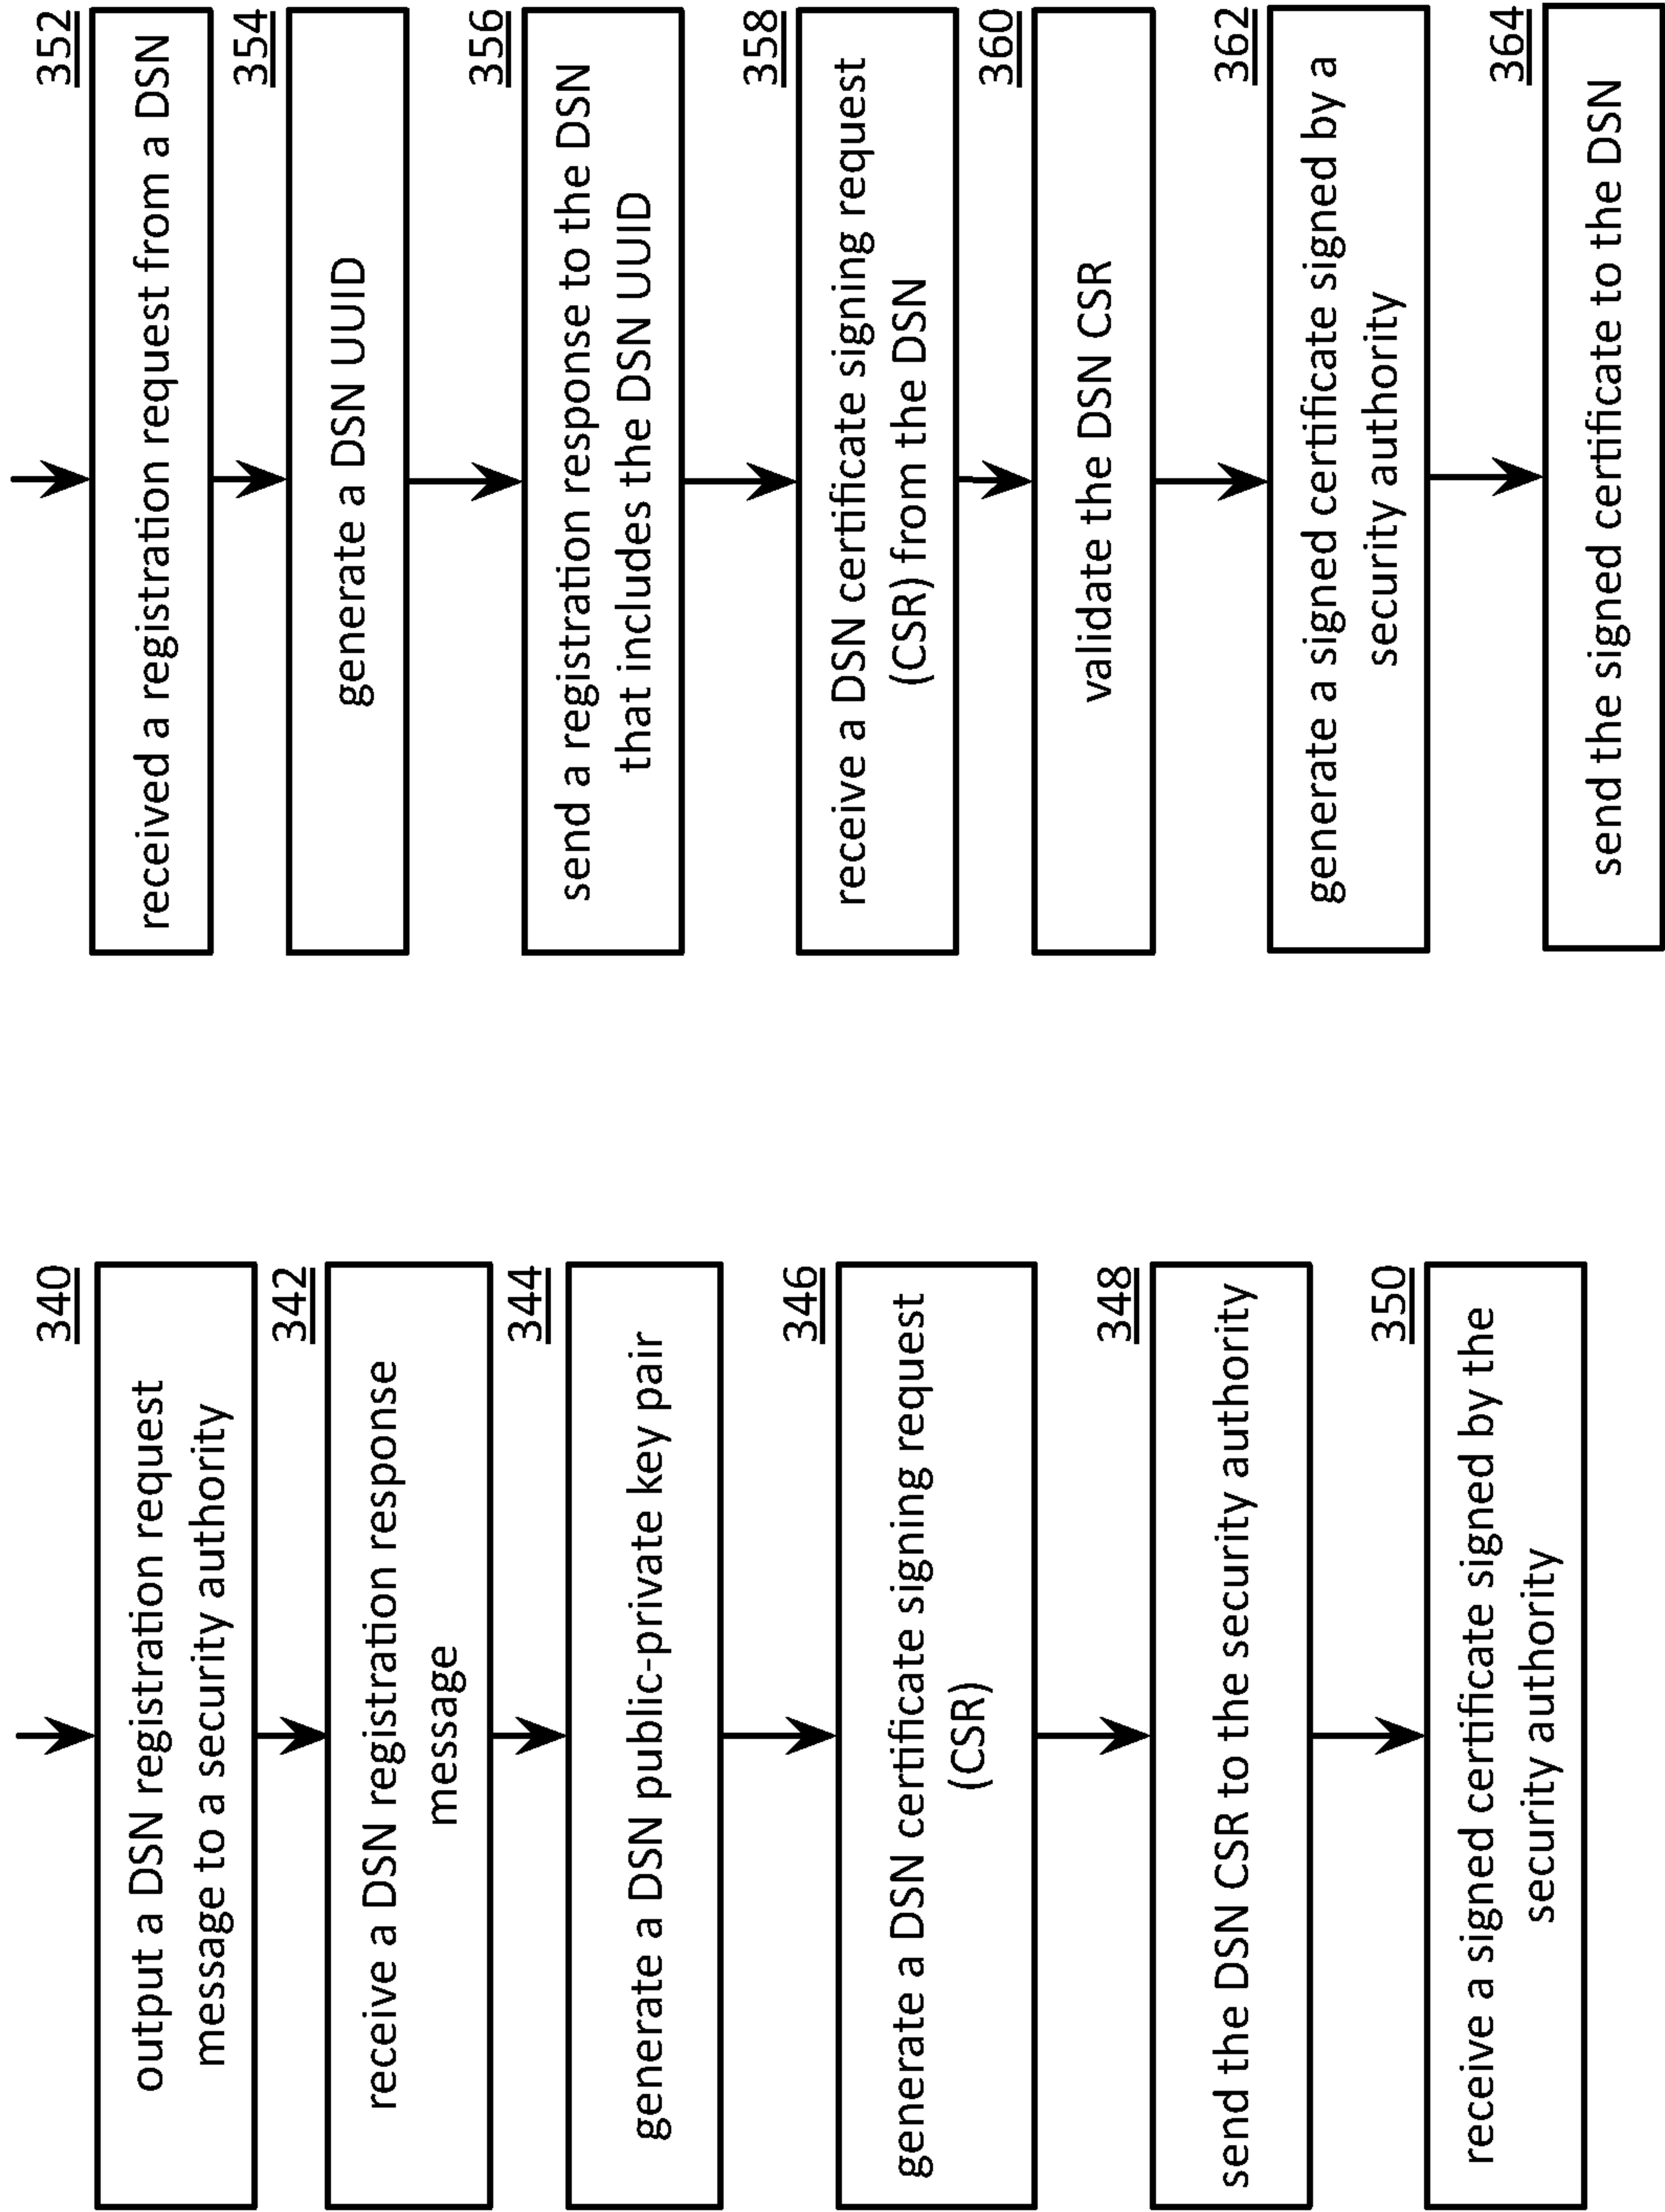 340
output a DSN registration request
message to a security authority
342
receive a DSN registration response
message
344
generate a DSN public-private key pair
346
generate a DSN certificate signing request
(CSR)
348
send the DSN CSR to the security authority
350
receive a signed certificate signed by the
security authority
352
received a registration request from a DSN
354
generate a DSN UUID
356
send a registration response to the DSN
that includes the DSN UUID
358
receive a DSN certificate signing request
(CSR) from the DSN
360
validate the DSN CSR
362
generate a signed certificate signed by a
security authority
364
send the signed certificate to the DSN